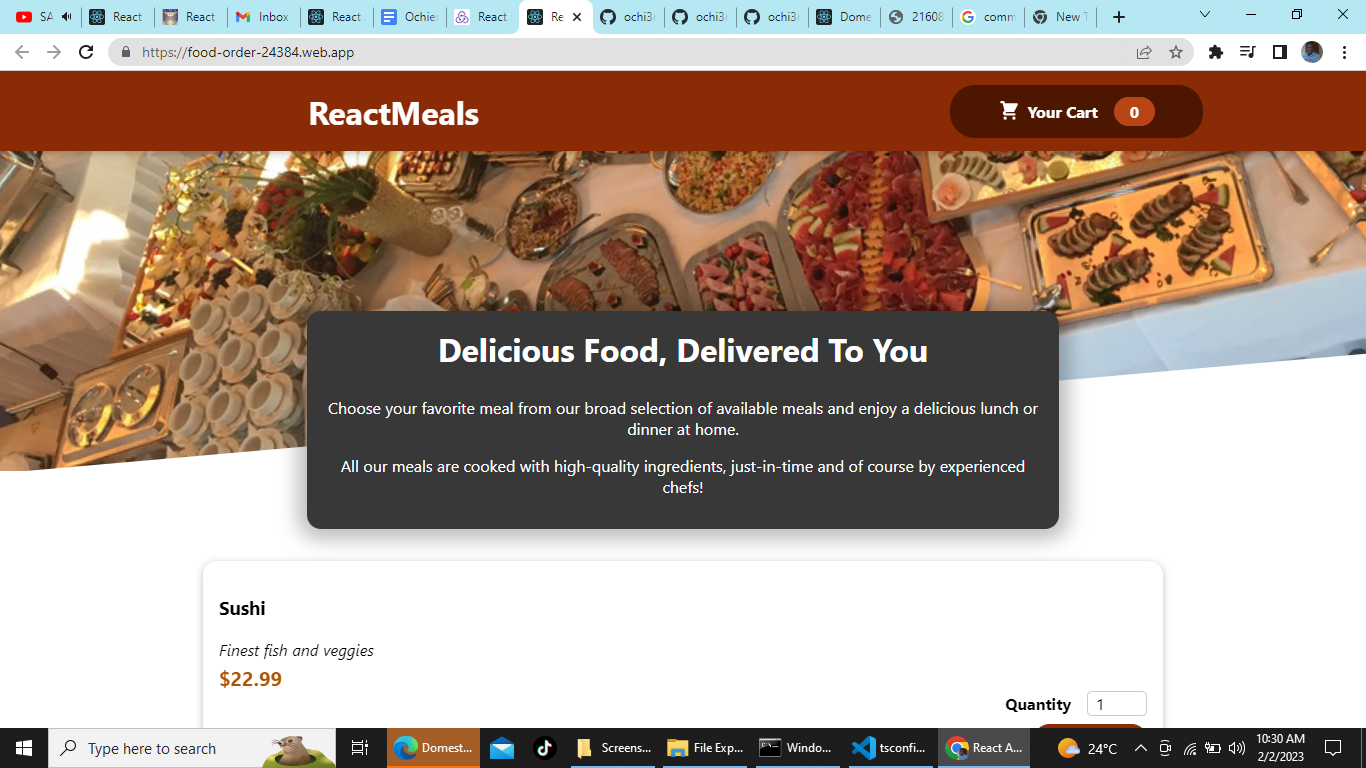 SA
React
React
Inbox
React
Ochie
React
Re
ochi3
ochi3
ochi3
Dome
21608
comm
New T
https://food-order-24384.web.app
ReactMeals
Your Cart 0
Delicious Food, Delivered To You
Choose your favorite meal from our broad selection of available meals and enjoy a delicious lunch or
dinner at home.
All our meals are cooked with high-quality ingredients, just-in-time and of course by experienced
chefs!
Sushi
Finest fish and veggies
$22.99
Quantity 1
Type here to search
Domest...
Screens...
File Exp...
Windo...
tsconfi...
React A...
24°C
10:30 AM
2/2/2023